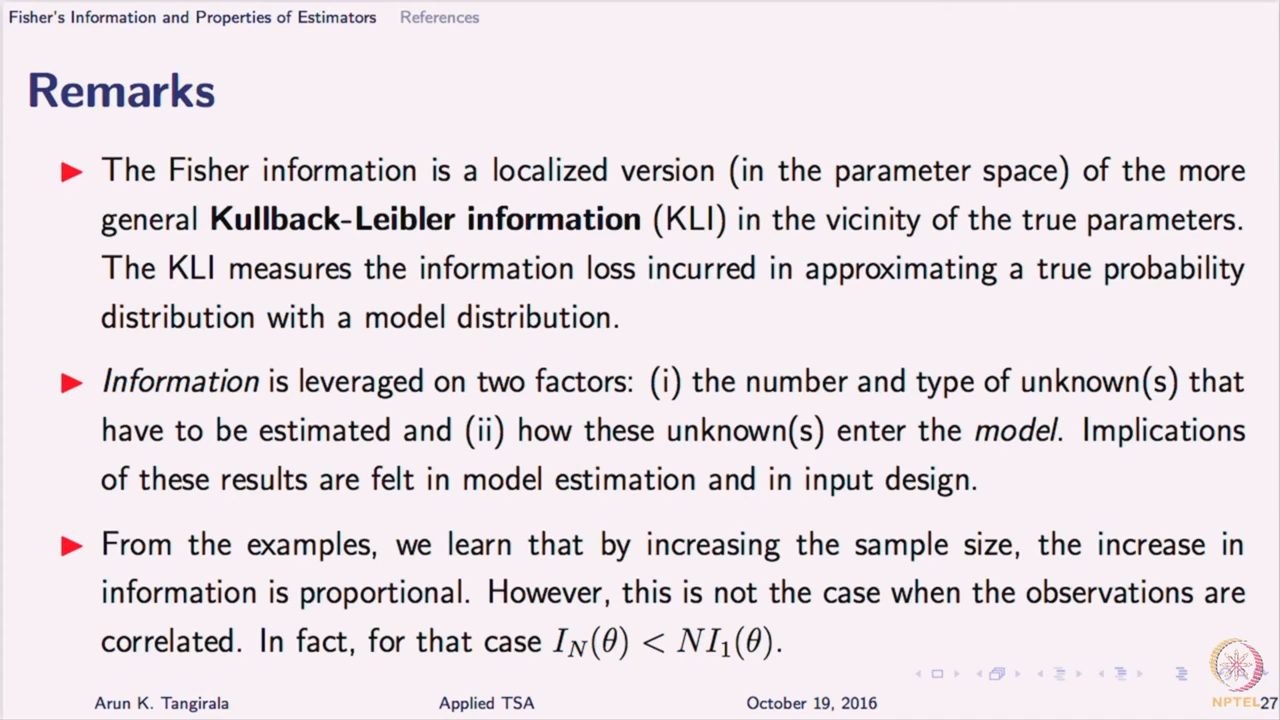 Fisher's Information and Properties of Estimators References
Remarks
▶ The Fisher information is a localized version (in the parameter space) of the more
general Kullback-Leibler information (KLI) in the vicinity of the true parameters.
The KLI measures the information loss incurred in approximating a true probability
distribution with a model distribution.
▶ Information is leveraged on two factors: (i) the number and type of unknown(s) that
have to be estimated and (ii) how these unknown(s) enter the model. Implications
of these results are felt in model estimation and in input design.
▶ From the examples, we learn that by increasing the sample size, the increase in
information is proportional. However, this is not the case when the observations are
correlated. In fact, for that case I_N(θ) < NI_1(θ).
Arun K. Tangirala Applied TSA October 19, 2016 NPTEL 27